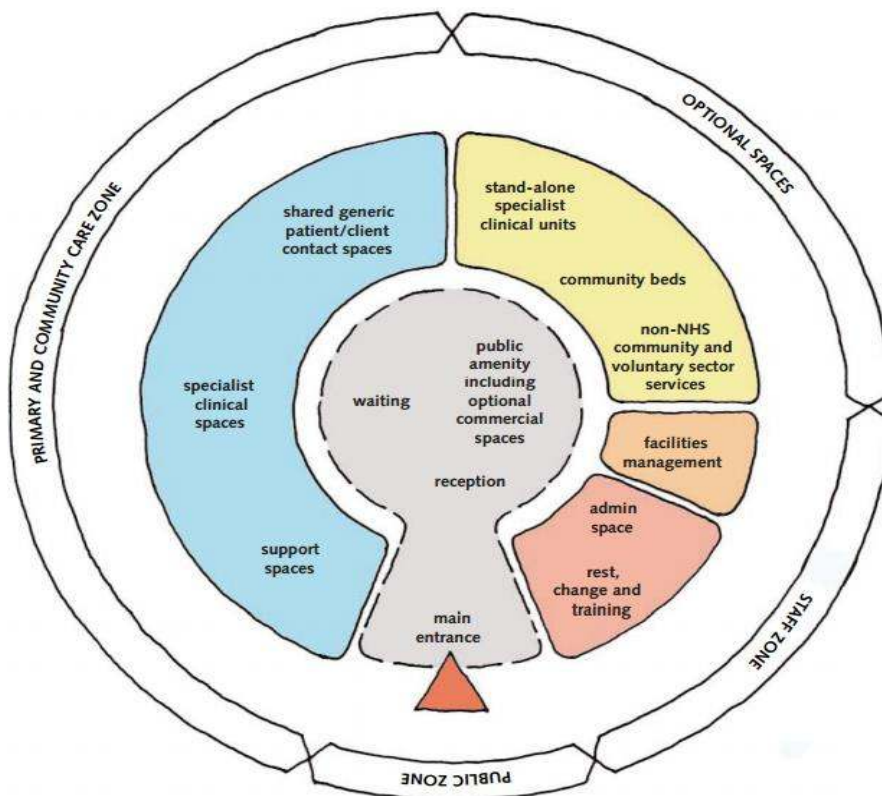 PRIMARY AND COMMUNITY CARE ZONE
OPTIONAL SPACES
shared generic
patient/client
contact spaces
specialist
clinical
spaces
support
spaces
stand-alone
specialist
clinical units
community beds
non-NHS
community and
voluntary sector
services
waiting
public
amenity
including
optional
commercial
spaces
reception
main
entrance
facilities
management
admin
space
rest,
change and
training
STAFF ZONE
PUBLIC ZONE